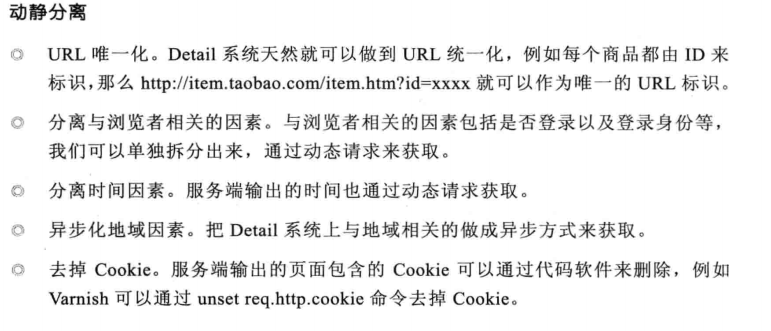 动静分离
◎ URL 唯一化。Detail 系统天然就可以做到 URL 统一化，例如每个商品都由 ID 来
标识，那么 http://item.taobao.com/item.htm?id=xxxx 就可以作为唯一的 URL 标识。
◎ 分离与浏览者相关的因素。与浏览者相关的因素包括是否登录以及登录身份等，
我们可以单独拆分出来，通过动态请求来获取。
◎ 分离时间因素。服务端输出的时间也通过动态请求获取。
◎ 异步化地域因素。把 Detail 系统上与地域相关的做成异步方式来获取。
◎ 去掉 Cookie。服务端输出的页面包含的 Cookie 可以通过代码软件来删除，例如
Varnish 可以通过 unset req.http.cookie 命令去掉 Cookie。